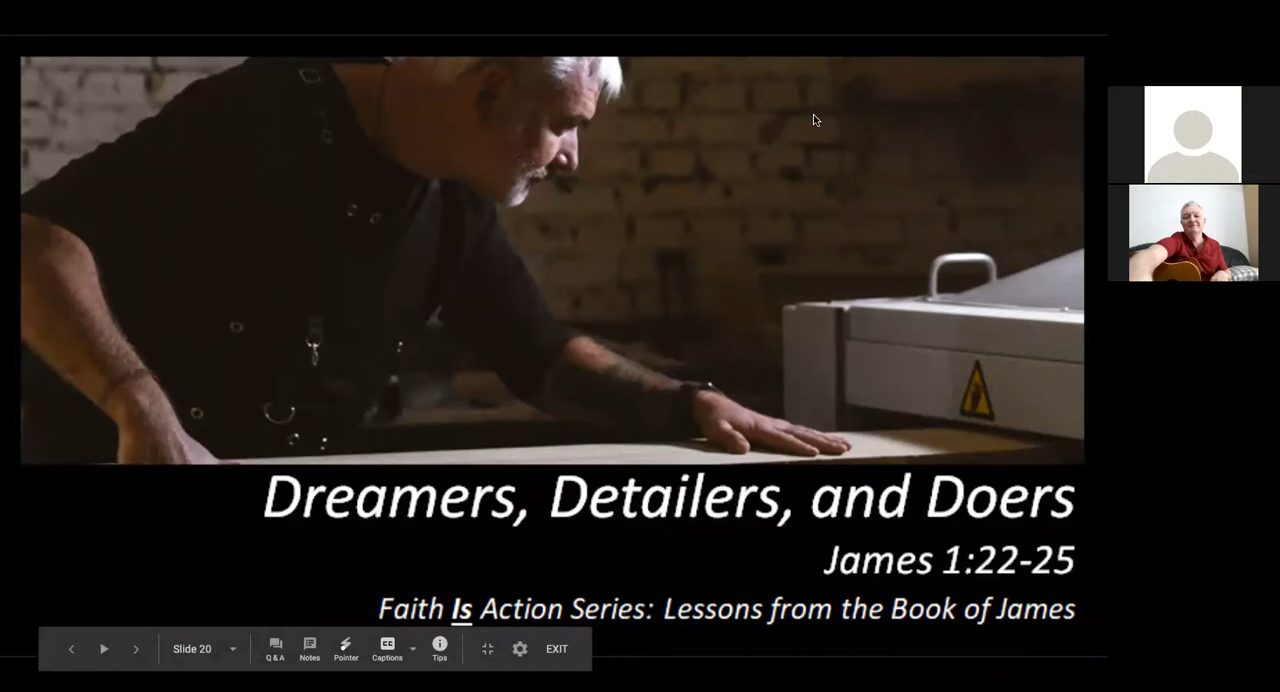 Dreamers, Detailers, and Doers
James 1:22-25
Faith Is Action Series: Lessons from the Book of James
Slide 20
Q & A
Notes
Pointer
CC
Captions
Tips
EXIT